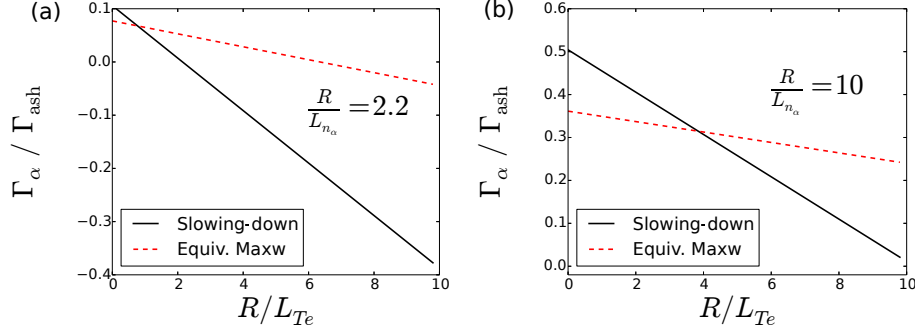 (a)
0.1
0.0
−0.1
−0.2
−0.3
−0.4
Γα / Γash
R/Lnα =2.2
Slowing-down
Equiv. Maxw
0 2 4 6 8 10
R/LTe
(b)
0.6
0.5
0.4
0.3
0.2
0.1
0.0
Γα / Γash
R/Lnα =10
Slowing-down
Equiv. Maxw
0 2 4 6 8 10
R/LTe